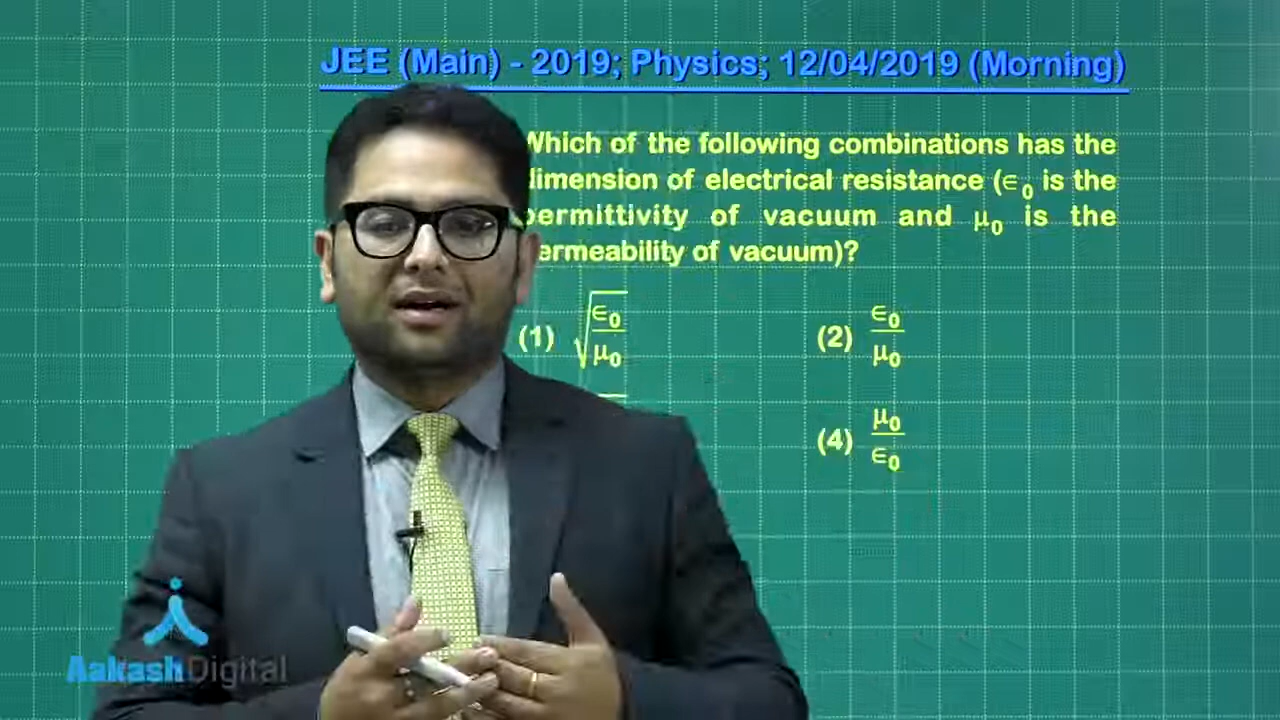 JEE (Main) - 2019; Physics; 12/04/2019 (Morning)
Which of the following combinations has the
dimension of electrical resistance (∈₀ is the
permittivity of vacuum and μ₀ is the
permeability of vacuum)?
(1) √(∈₀/μ₀) (2) ∈₀/μ₀
(4) μ₀/∈₀
AakashDigital